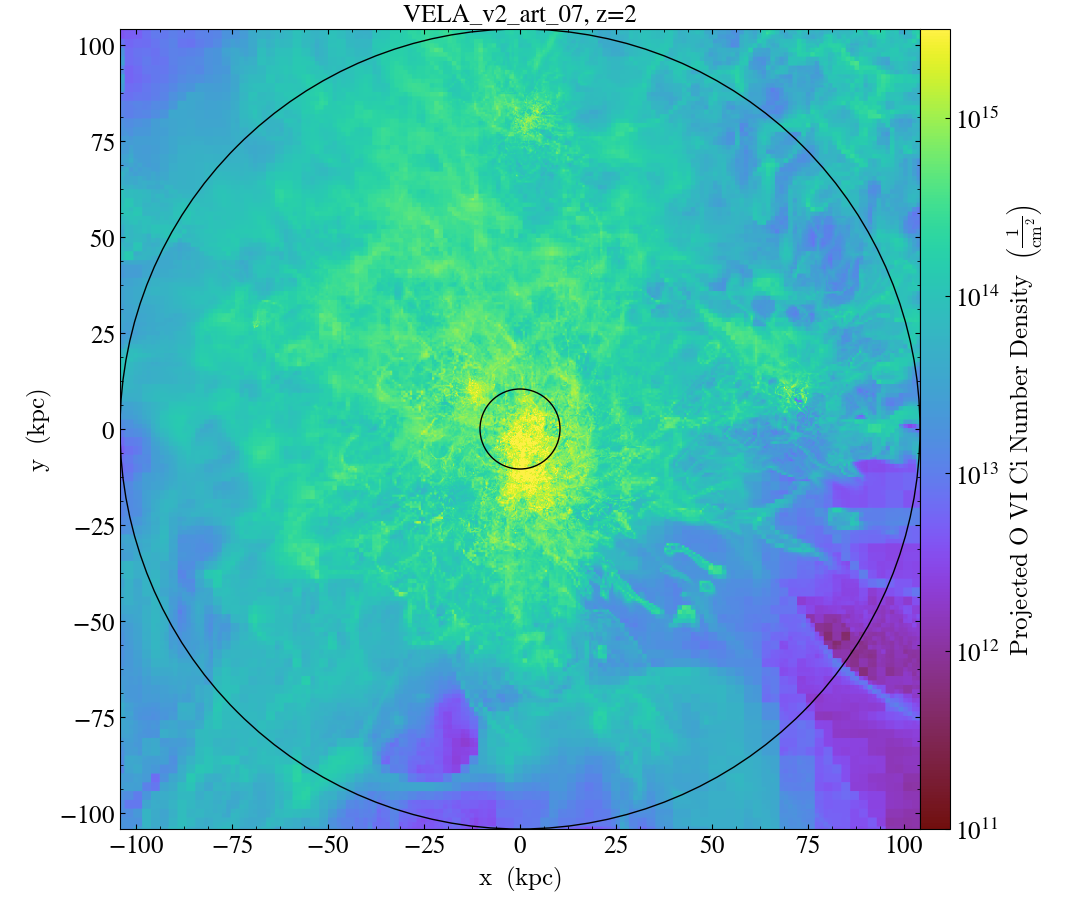 VELA_v2_art_07, z=2
100
75
50
25
0
−25
−50
−75
−100
y (kpc)
−100 −75 −50 −25 0 25 50 75 100
x (kpc)
10^15
10^14
10^13
10^12
10^11
Projected O VI Ci Number Density (1/cm^2)